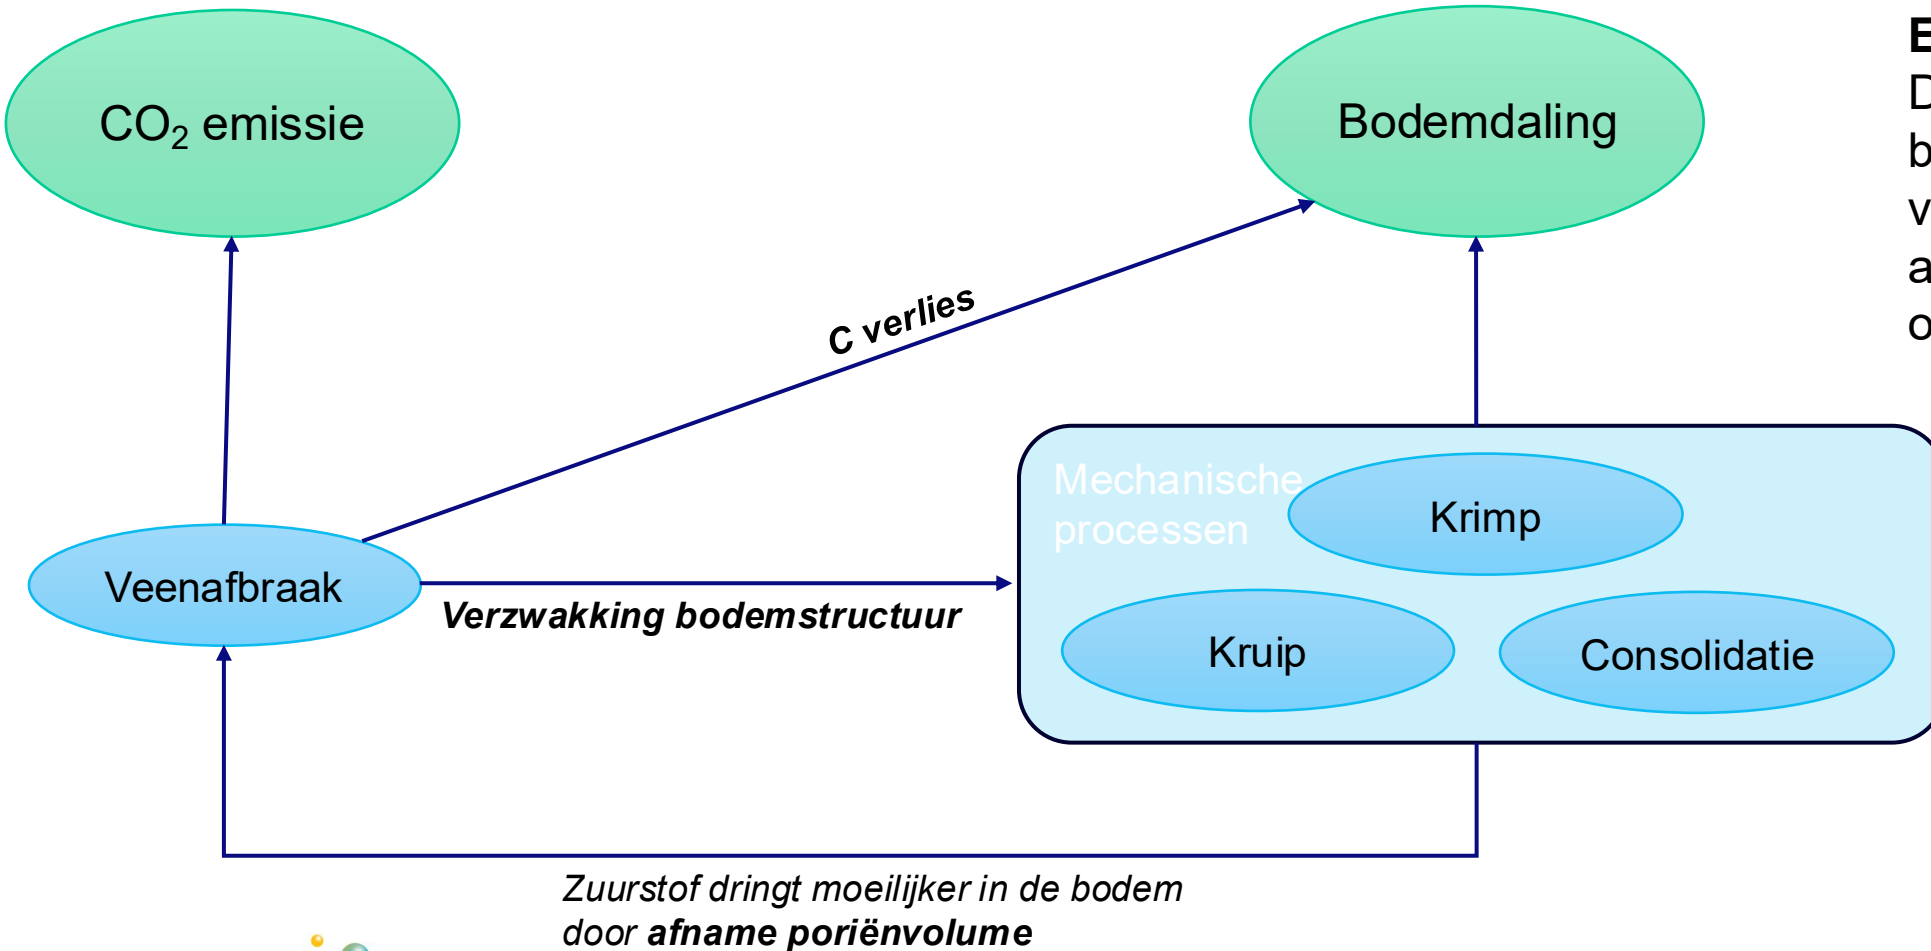 CO₂ emissie
Bodemdaling
C verlies
Mechanische
processen
Krimp
Veenafbraak
Verzwakking bodemstructuur
Kruip
Consolidatie
Zuurstof dringt moeilijker in de bodem
door afname poriënvolume